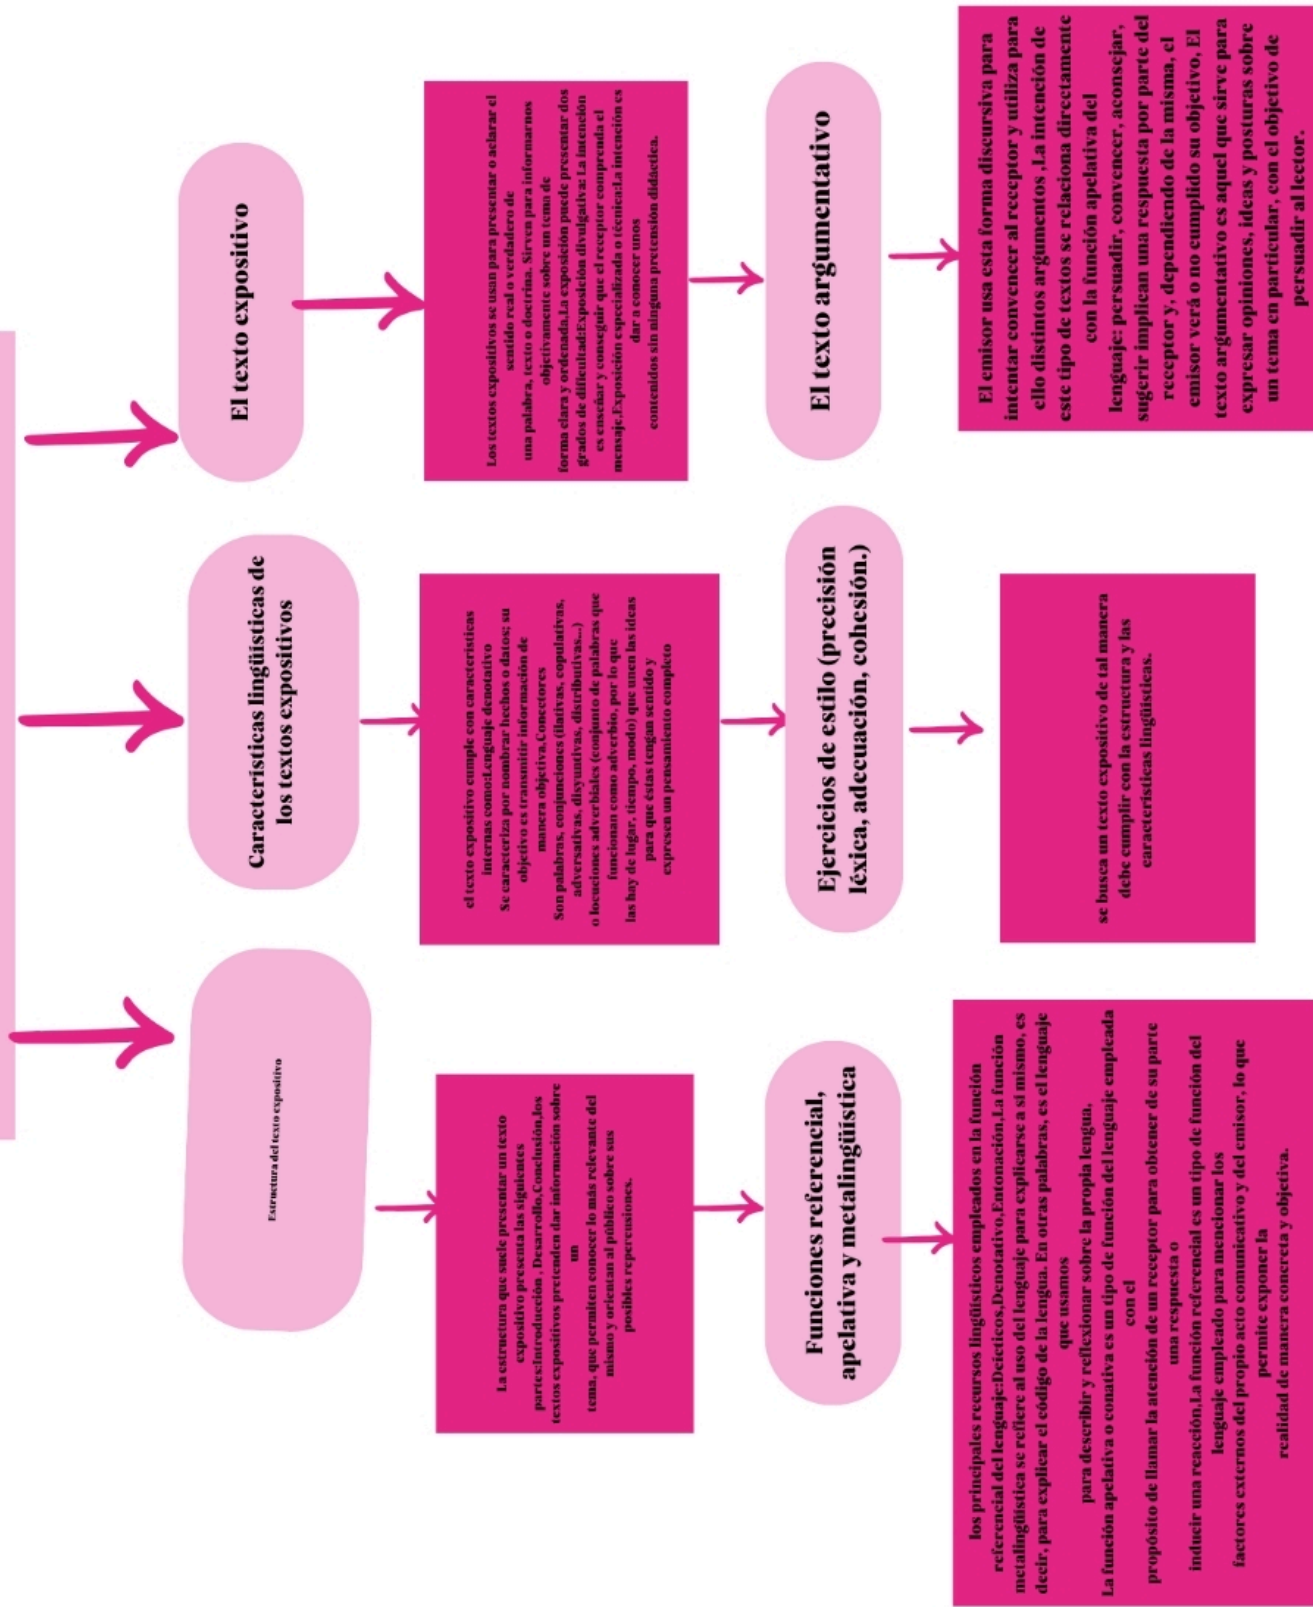 Estructura del texto expositivo
La estructura que suele presentar un texto
expositivo presenta las siguientes
partes:Introducción , Desarrollo,Conclusión,los
textos expositivos pretenden dar información sobre
un
tema, que permiten conocer lo más relevante del
mismo y orientan al público sobre sus
posibles repercusiones.
Funciones referencial,
apelativa y metalingüística
los principales recursos lingüísticos empleados en la función
referencial del lenguaje:Deícticos,Denotativo,Entonación,La función
metalingüística se refiere al uso del lenguaje para explicarse a si mismo, es
decir, para explicar el código de la lengua. En otras palabras, es el lenguaje
que usamos
para describir y reflexionar sobre la propia lengua,
La función apelativa o conativa es un tipo de función del lenguaje empleada
con el
propósito de llamar la atención de un receptor para obtener de su parte
una respuesta o
inducir una reacción,La función referencial es un tipo de función del
lenguaje empleado para mencionar los
factores externos del propio acto comunicativo y del emisor, lo que
permite exponer la
realidad de manera concreta y objetiva.
Características lingüísticas de
los textos expositivos
el texto expositivo cumple con características
internas como:Lenguaje denotativo
Se caracteriza por nombrar hechos o datos; su
objetivo es transmitir información de
manera objetiva,Conectores
Son palabras, conjunciones (ilativas, copulativas,
adversativas, disyuntivas, distributivas...)
o locuciones adverbiales (conjunto de palabras que
funcionan como adverbio, por lo que
las hay de lugar, tiempo, modo) que unen las ideas
para que éstas tengan sentido y
expresen un pensamiento completo
Ejercicios de estilo (precisión
léxica, adecuación, cohesión.)
se busca un texto expositivo de tal manera
debe cumplir con la estructura y las
características lingüísticas.
El texto expositivo
Los textos expositivos se usan para presentar o aclarar el
sentido real o verdadero de
una palabra, texto o doctrina. Sirven para informarnos
objetivamente sobre un tema de
forma clara y ordenada,La exposición puede presentar dos
grados de dificultad:Exposición divulgativa: La intención
es enseñar y conseguir que el receptor comprenda el
mensaje,Exposición especializada o técnica:La intención es
dar a conocer unos
contenidos sin ninguna pretensión didáctica.
El texto argumentativo
El emisor usa esta forma discursiva para
intentar convencer al receptor y utiliza para
ello distintos argumentos ,La intención de
este tipo de textos se relaciona directamente
con la función apelativa del
lenguaje: persuadir, convencer, aconsejar,
sugerir implican una respuesta por parte del
receptor y, dependiendo de la misma, el
emisor verá o no cumplido su objetivo, El
texto argumentativo es aquel que sirve para
expresar opiniones, ideas y posturas sobre
un tema en particular, con el objetivo de
persuadir al lector.